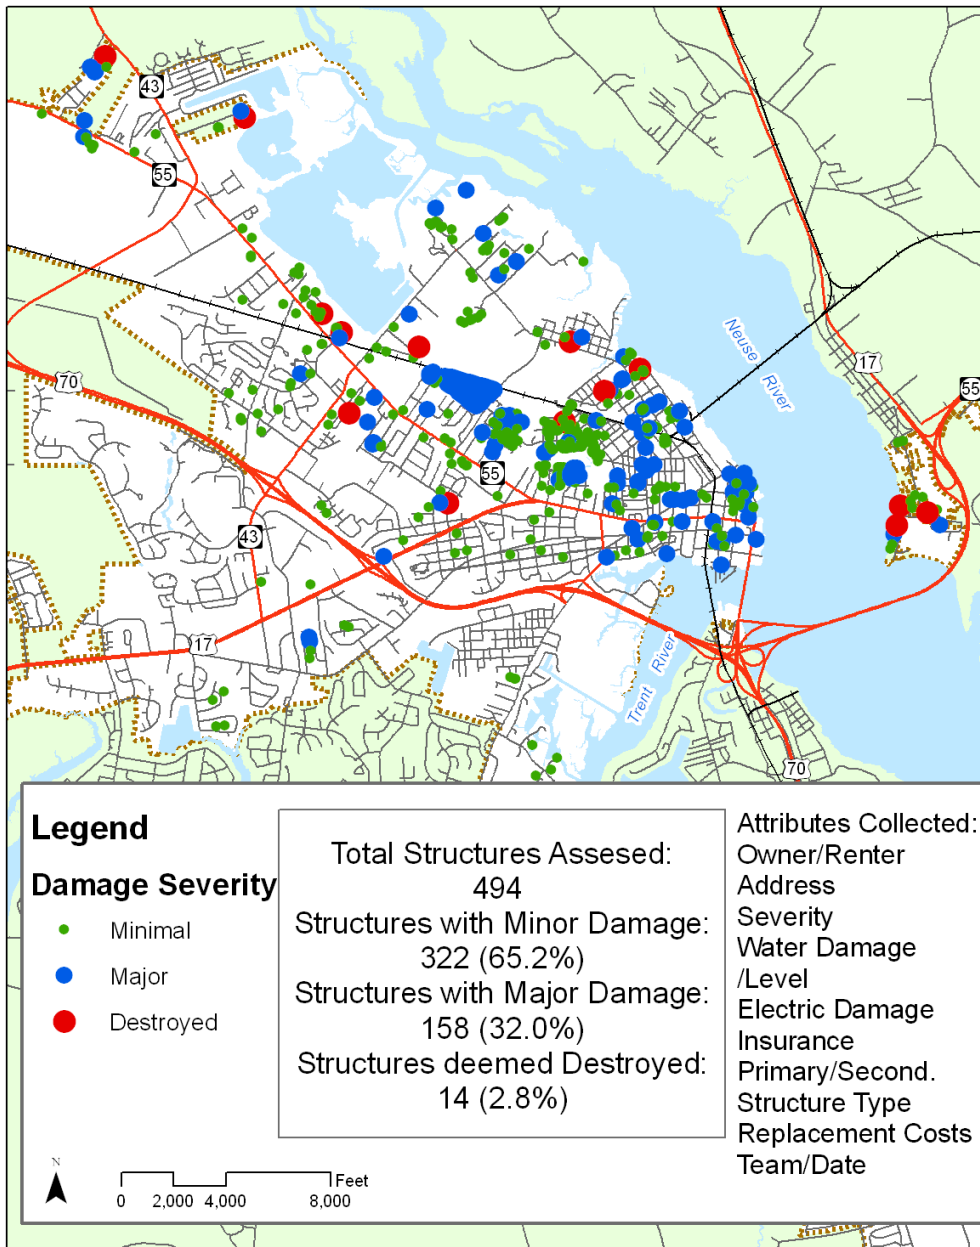 43
55
Neuse River
17
55
70
55
43
17
Trent River
70
Legend
Damage Severity
Minimal
Major
Destroyed
N
0 2,000 4,000 8,000 Feet
Total Structures Assesed:
494
Structures with Minor Damage:
322 (65.2%)
Structures with Major Damage:
158 (32.0%)
Structures deemed Destroyed:
14 (2.8%)
Attributes Collected:
Owner/Renter
Address
Severity
Water Damage
/Level
Electric Damage
Insurance
Primary/Second.
Structure Type
Replacement Costs
Team/Date